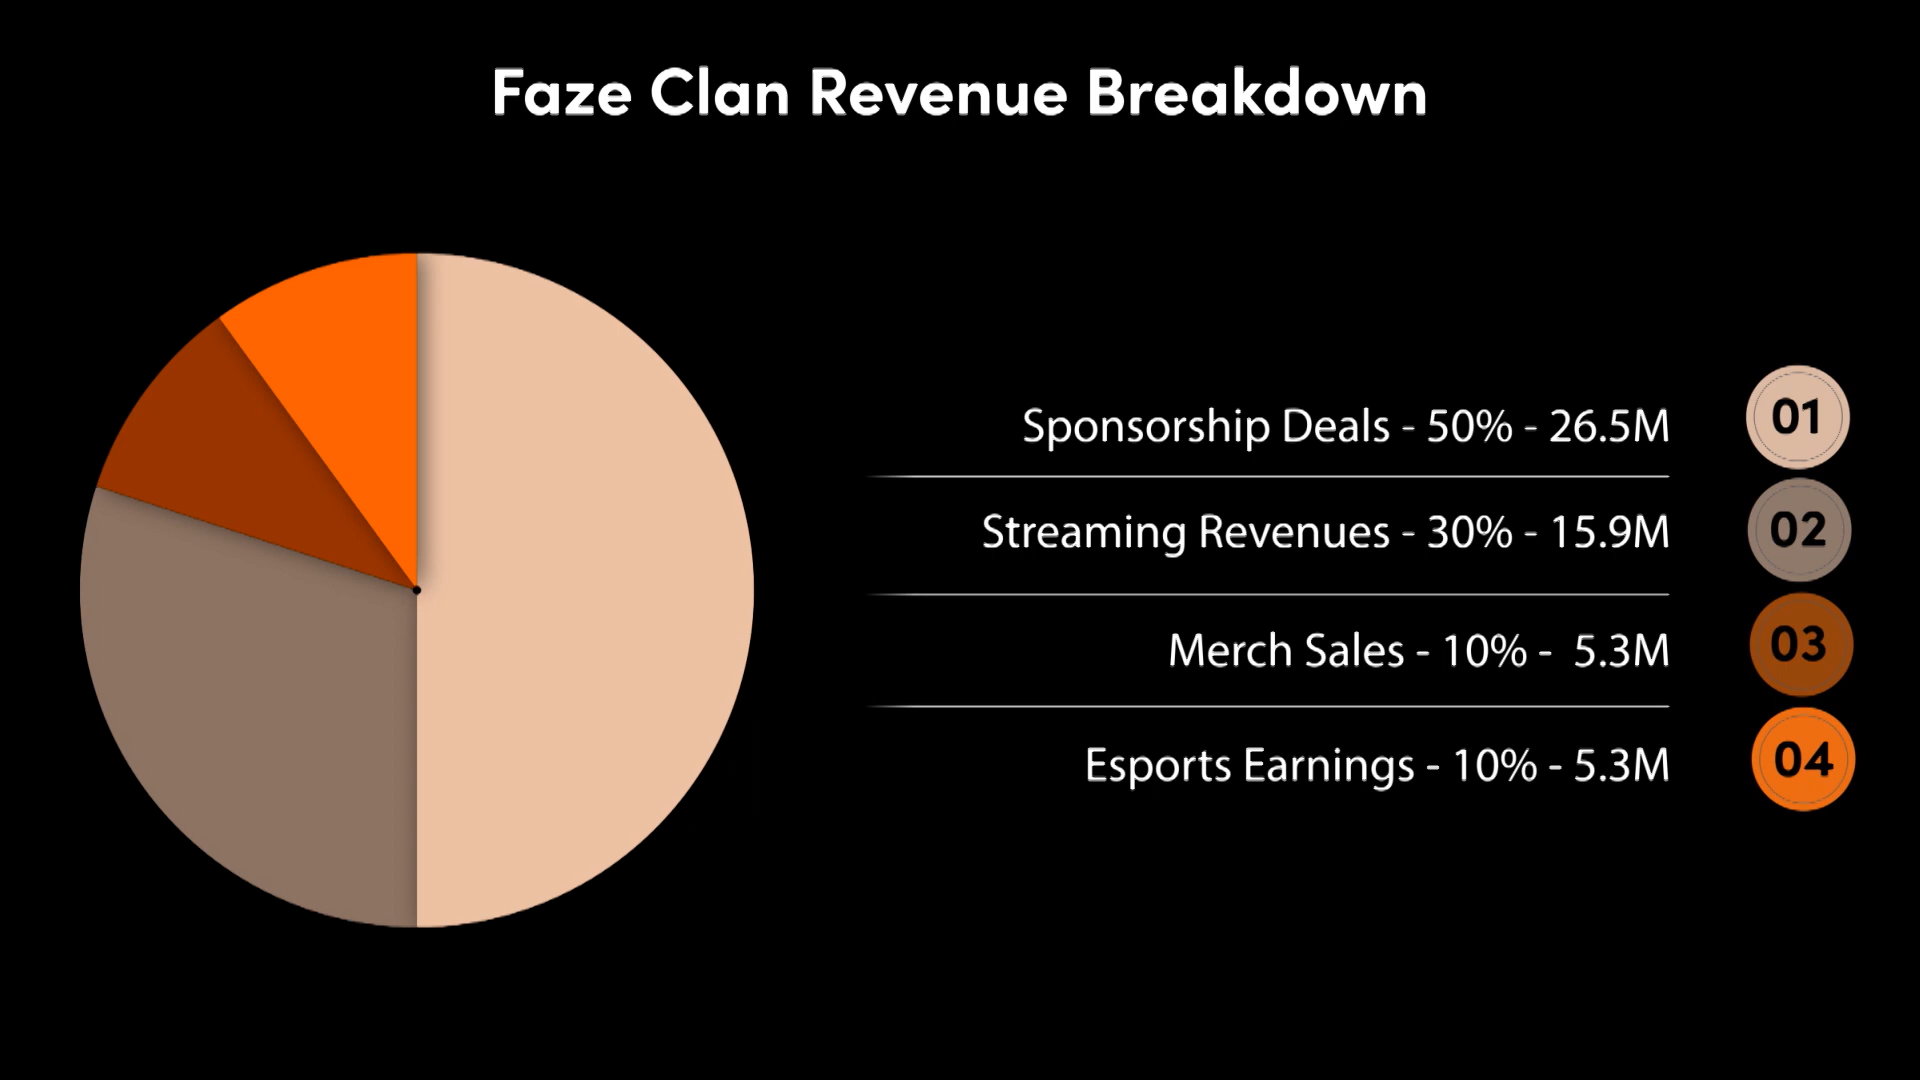 Faze Clan Revenue Breakdown
Sponsorship Deals - 50% - 26.5M
01
Streaming Revenues - 30% - 15.9M
02
Merch Sales - 10% -  5.3M
03
Esports Earnings - 10% - 5.3M
04